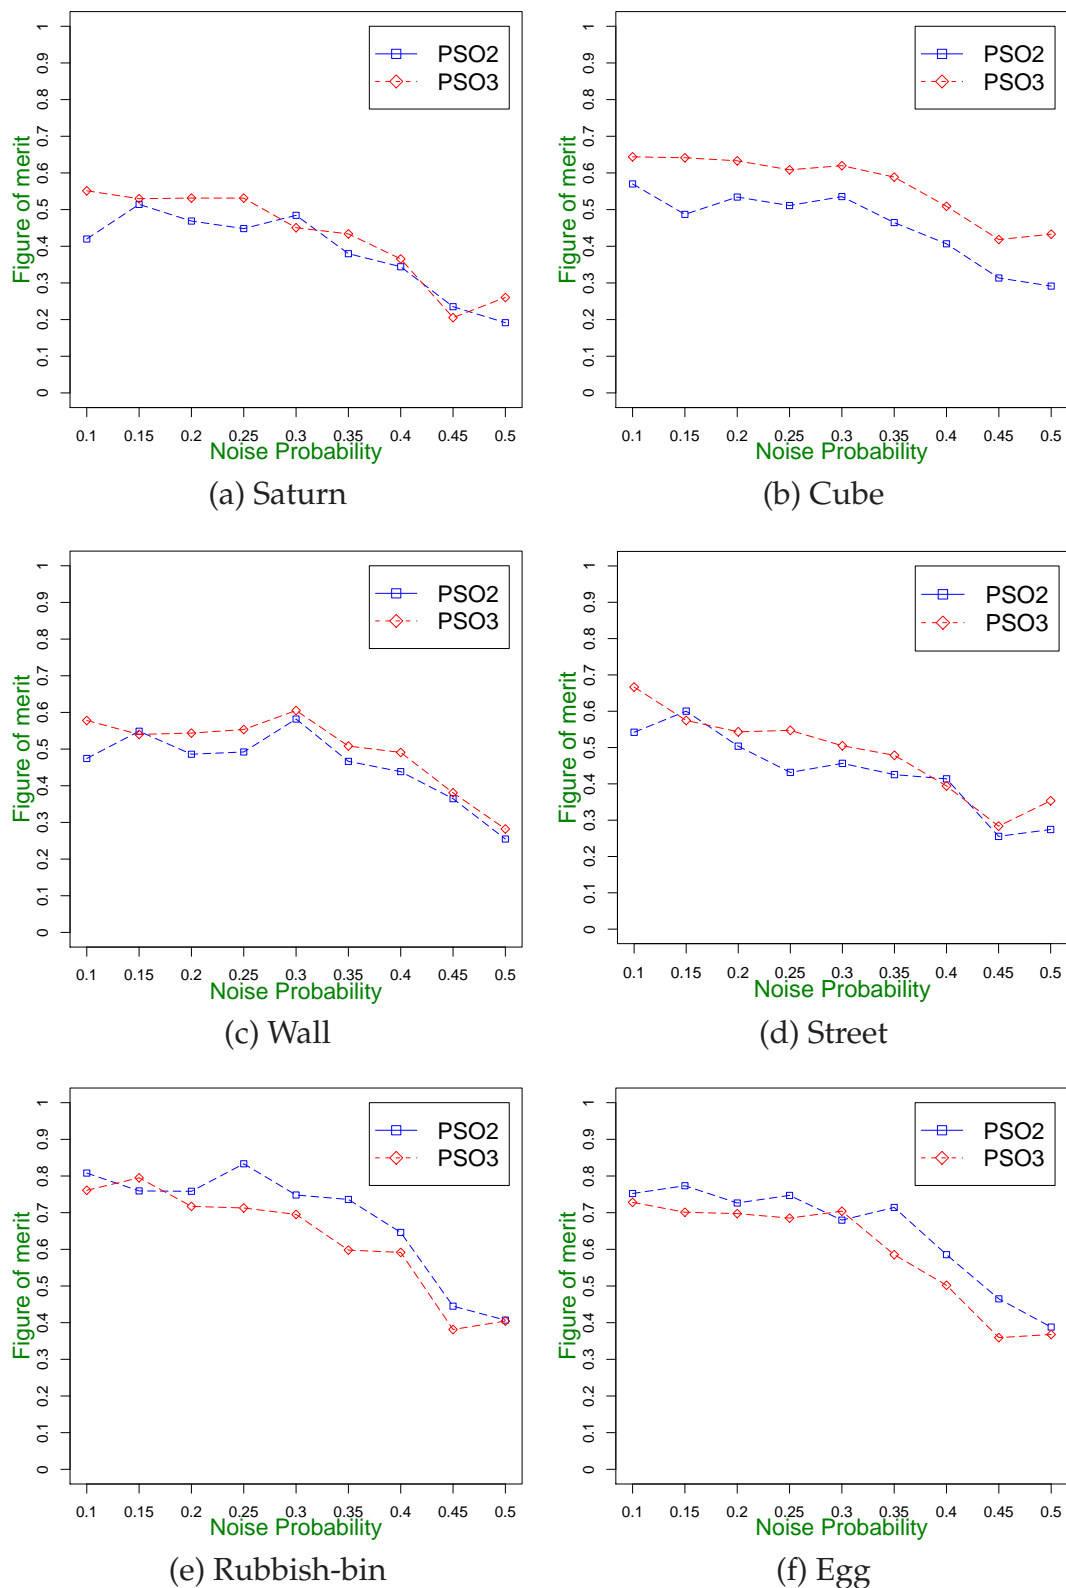 PSO2
PSO3
Figure of merit
0 0.1 0.2 0.3 0.4 0.5 0.6 0.7 0.8 0.9 1
0.1 0.15 0.2 0.25 0.3 0.35 0.4 0.45 0.5
Noise Probability
(a) Saturn
PSO2
PSO3
Figure of merit
0 0.1 0.2 0.3 0.4 0.5 0.6 0.7 0.8 0.9 1
0.1 0.15 0.2 0.25 0.3 0.35 0.4 0.45 0.5
Noise Probability
(b) Cube
PSO2
PSO3
Figure of merit
0 0.1 0.2 0.3 0.4 0.5 0.6 0.7 0.8 0.9 1
0.1 0.15 0.2 0.25 0.3 0.35 0.4 0.45 0.5
Noise Probability
(c) Wall
PSO2
PSO3
Figure of merit
0 0.1 0.2 0.3 0.4 0.5 0.6 0.7 0.8 0.9 1
0.1 0.15 0.2 0.25 0.3 0.35 0.4 0.45 0.5
Noise Probability
(d) Street
PSO2
PSO3
Figure of merit
0 0.1 0.2 0.3 0.4 0.5 0.6 0.7 0.8 0.9 1
0.1 0.15 0.2 0.25 0.3 0.35 0.4 0.45 0.5
Noise Probability
(e) Rubbish-bin
PSO2
PSO3
Figure of merit
0 0.1 0.2 0.3 0.4 0.5 0.6 0.7 0.8 0.9 1
0.1 0.15 0.2 0.25 0.3 0.35 0.4 0.45 0.5
Noise Probability
(f) Egg